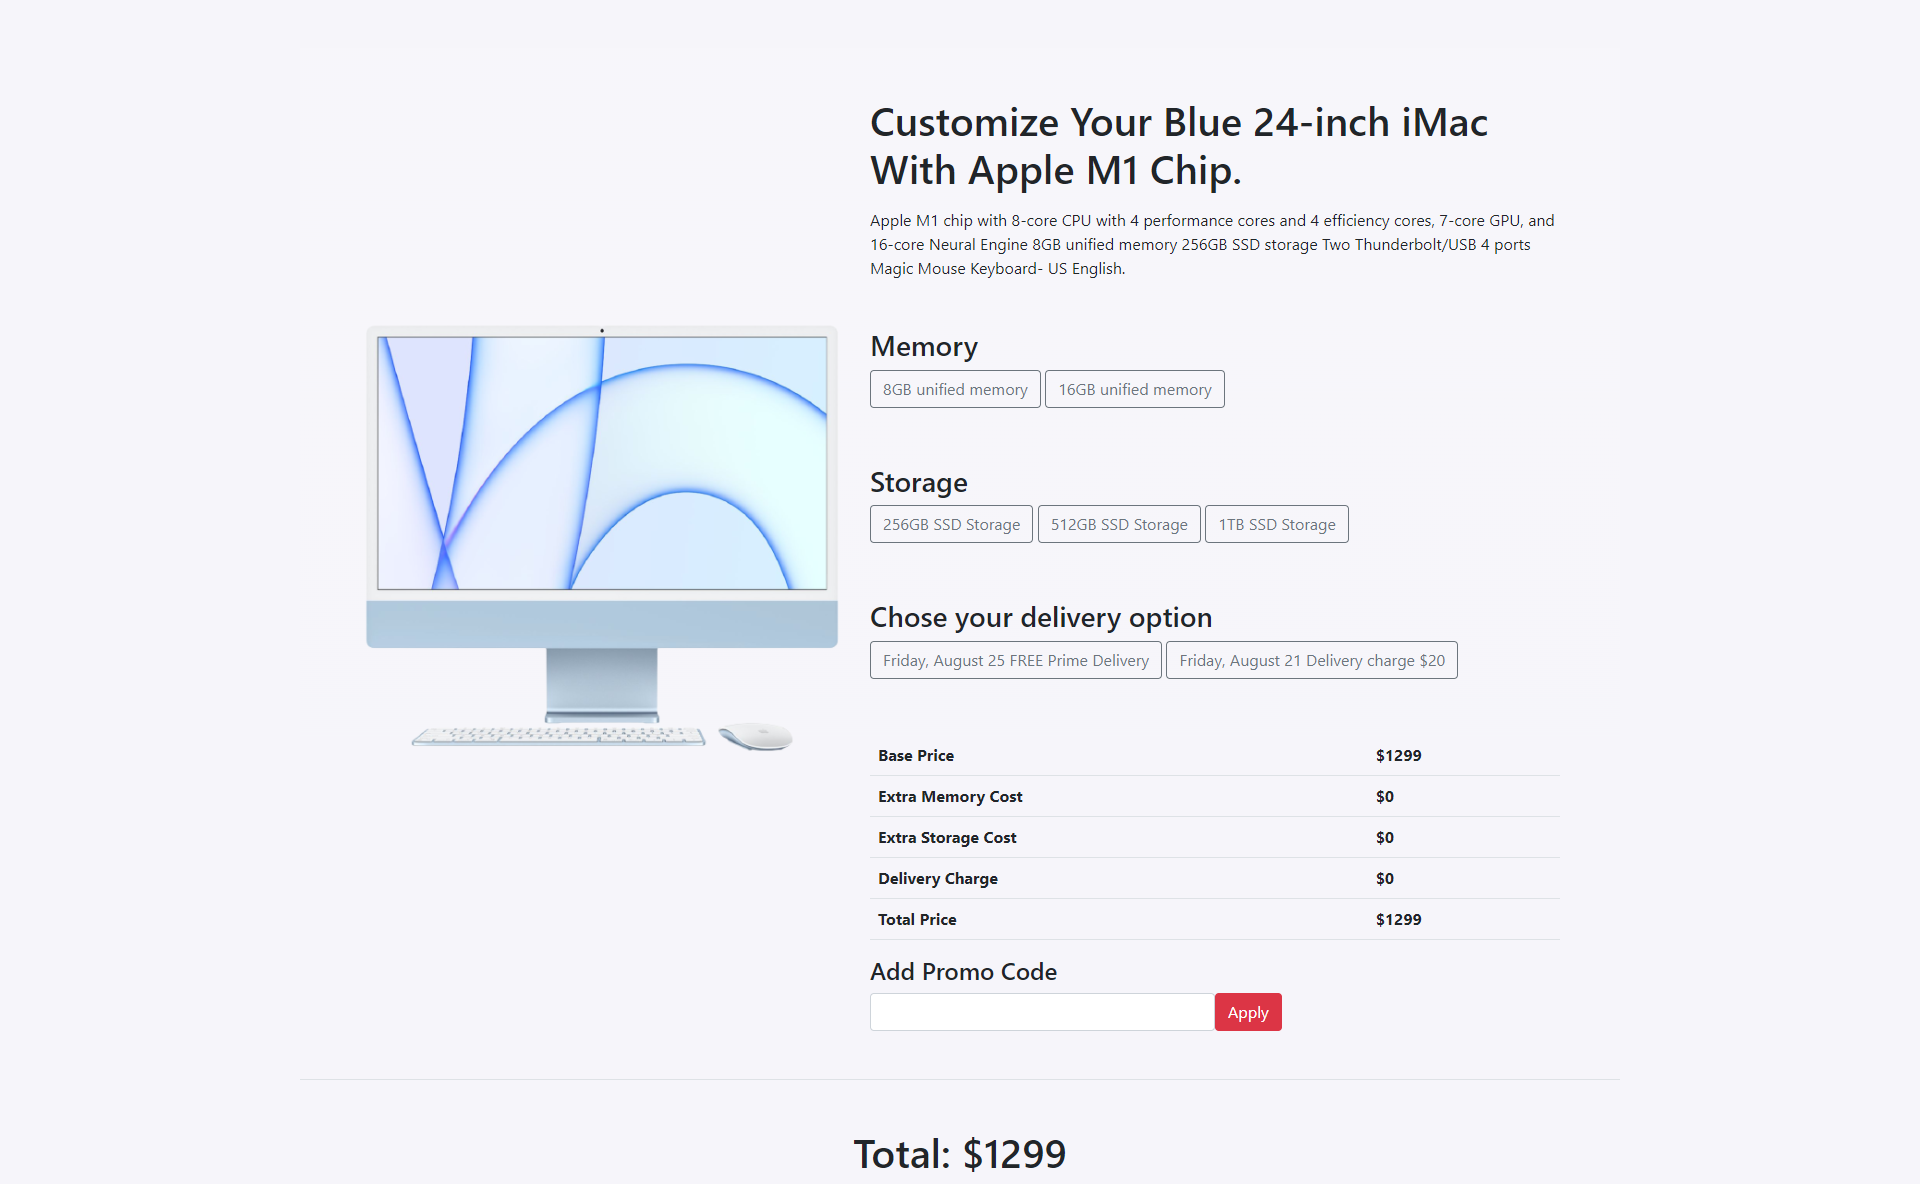 Customize Your Blue 24-inch iMac
With Apple M1 Chip.
Apple M1 chip with 8-core CPU with 4 performance cores and 4 efficiency cores, 7-core GPU, and
16-core Neural Engine 8GB unified memory 256GB SSD storage Two Thunderbolt/USB 4 ports
Magic Mouse Keyboard- US English.
Memory
8GB unified memory 16GB unified memory
Storage
256GB SSD Storage 512GB SSD Storage 1TB SSD Storage
Chose your delivery option
Friday, August 25 FREE Prime Delivery Friday, August 21 Delivery charge $20
Base Price $1299
Extra Memory Cost $0
Extra Storage Cost $0
Delivery Charge $0
Total Price $1299
Add Promo Code
Apply
Total: $1299